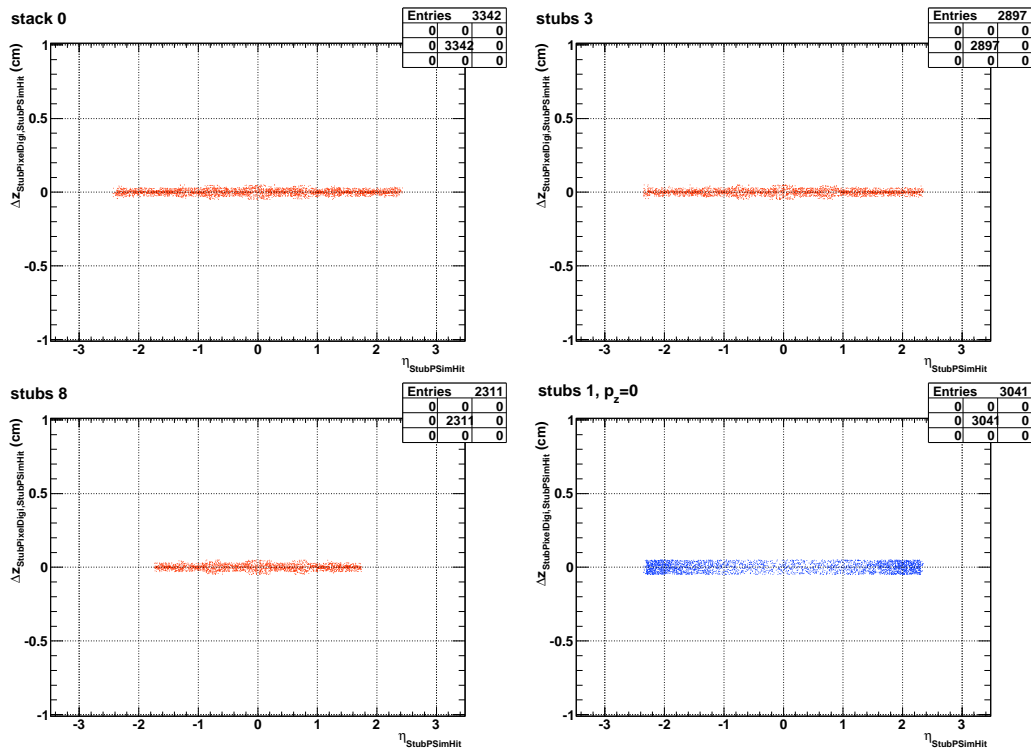 stack 0
Entries 3342
0 0 0
0 3342 0
0 0 0
Δz_StubPixelDigi,StubPSimHit (cm)
1
0.5
0
-0.5
-1
-3 -2 -1 0 1 2 3
η_StubPSimHit
stubs 3
Entries 2897
0 0 0
0 2897 0
0 0 0
Δz_StubPixelDigi,StubPSimHit (cm)
1
0.5
0
-0.5
-1
-3 -2 -1 0 1 2 3
η_StubPSimHit
stubs 8
Entries 2311
0 0 0
0 2311 0
0 0 0
Δz_StubPixelDigi,StubPSimHit (cm)
1
0.5
0
-0.5
-1
-3 -2 -1 0 1 2 3
η_StubPSimHit
stubs 1, p_z=0
Entries 3041
0 0 0
0 3041 0
0 0 0
Δz_StubPixelDigi,StubPSimHit (cm)
1
0.5
0
-0.5
-1
-3 -2 -1 0 1 2 3
η_StubPSimHit